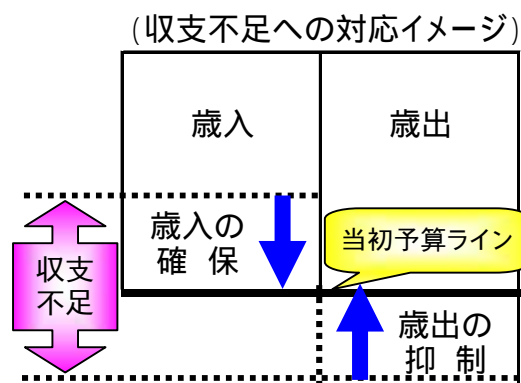 (収支不足への対応イメージ)
歳入
歳出
歳入の
確 保
当初予算ライン
収支
不足
歳出の
抑 制